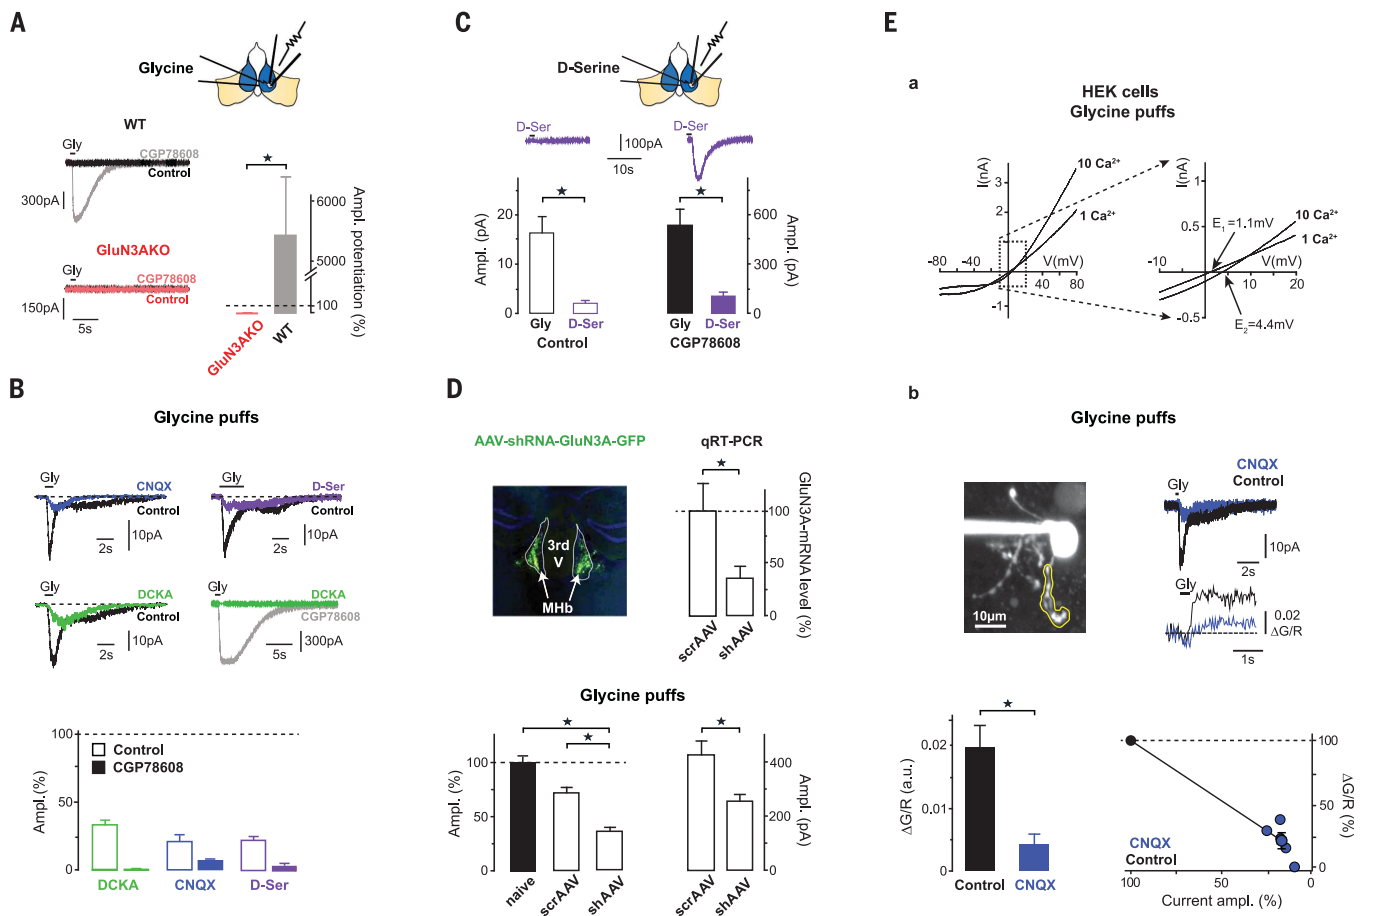 A
Glycine
WT
Gly
CGP78608
Control
300pA
GluN3AKO
Gly
CGP78608
Control
150pA
5s
★
6000
5000
100
Ampl. potentiation (%)
GluN3AKO
WT
B
Glycine puffs
Gly
CNQX
Control
10pA
2s
Gly
D-Ser
Control
10pA
2s
Gly
DCKA
Control
10pA
2s
Gly
DCKA
CGP78608
300pA
5s
Ampl.(%)
100
50
0
Control
CGP78608
DCKA
CNQX
D-Ser
C
D-Serine
D-Ser
100pA
10s
D-Ser
Ampl. (pA)
20
10
0
★
Gly
D-Ser
Control
★
600
300
0
Ampl. (pA)
Gly
D-Ser
CGP78608
D
AAV-shRNA-GluN3A-GFP
3rd
V
MHb
qRT-PCR
★
100
50
0
GluN3A-mRNA level (%)
scrAAV
shAAV
Glycine puffs
Ampl. (%)
100
50
0
★
★
naive
scrAAV
shAAV
★
400
200
0
Ampl. (pA)
scrAAV
shAAV
E
a
HEK cells
Glycine puffs
I(nA)
3
2
-1
-80
-40
40
80
V(mV)
10 Ca²⁺
1 Ca²⁺
I(nA)
1
0.5
0
-0.5
-10
10
20
V(mV)
E₁=1.1mV
10 Ca²⁺
1 Ca²⁺
E₂=4.4mV
b
Glycine puffs
10µm
CNQX
Control
Gly
10pA
2s
Gly
0.02
ΔG/R
1s
ΔG/R (a.u.)
0.02
0.01
0
★
Control
CNQX
CNQX
Control
100
50
0
Current ampl. (%)
100
50
0
ΔG/R (%)